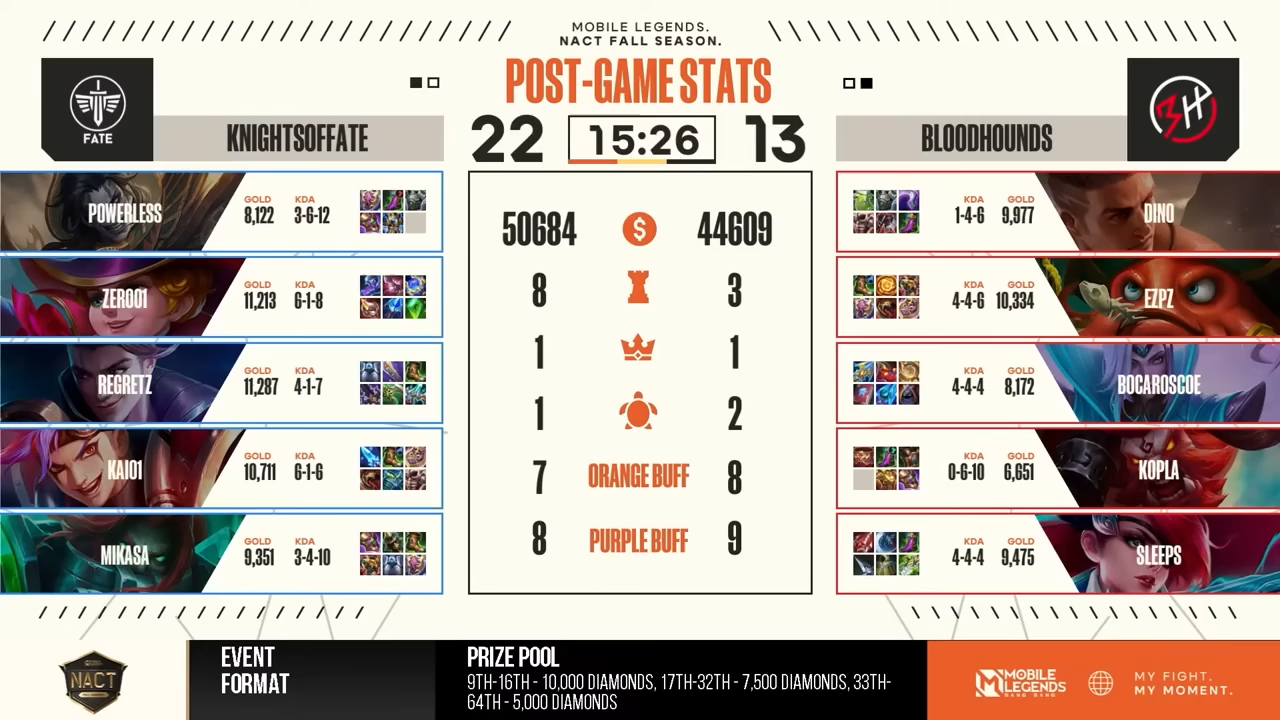 MOBILE LEGENDS.
NACT FALL SEASON.
POST-GAME STATS
FATE
KNIGHTSOFFATE
22
15:26
13
BLOODHOUNDS
BH
POWERLESS
GOLD KDA
8,122 3-6-12
ZEROO1
GOLD KDA
11,213 6-1-8
REGRETZ
GOLD KDA
11,287 4-1-7
KAIO1
GOLD KDA
10,711 6-1-6
MIKASA
GOLD KDA
9,351 3-4-10
50684 $ 44609
8 3
1 1
1 2
7 ORANGE BUFF 8
8 PURPLE BUFF 9
KDA GOLD
1-4-6 9,977
DINO
KDA GOLD
4-4-6 10,334
EZPZ
KDA GOLD
4-4-4 8,172
BOCAROSCOE
KDA GOLD
0-6-10 6,651
KOPLA
KDA GOLD
4-4-4 9,475
SLEEPS
NACT
EVENT
FORMAT
PRIZE POOL
9TH-16TH - 10,000 DIAMONDS, 17TH-32TH - 7,500 DIAMONDS, 33TH-
64TH - 5,000 DIAMONDS
MOBILE
LEGENDS
BANG BANG
MY FIGHT.
MY MOMENT.